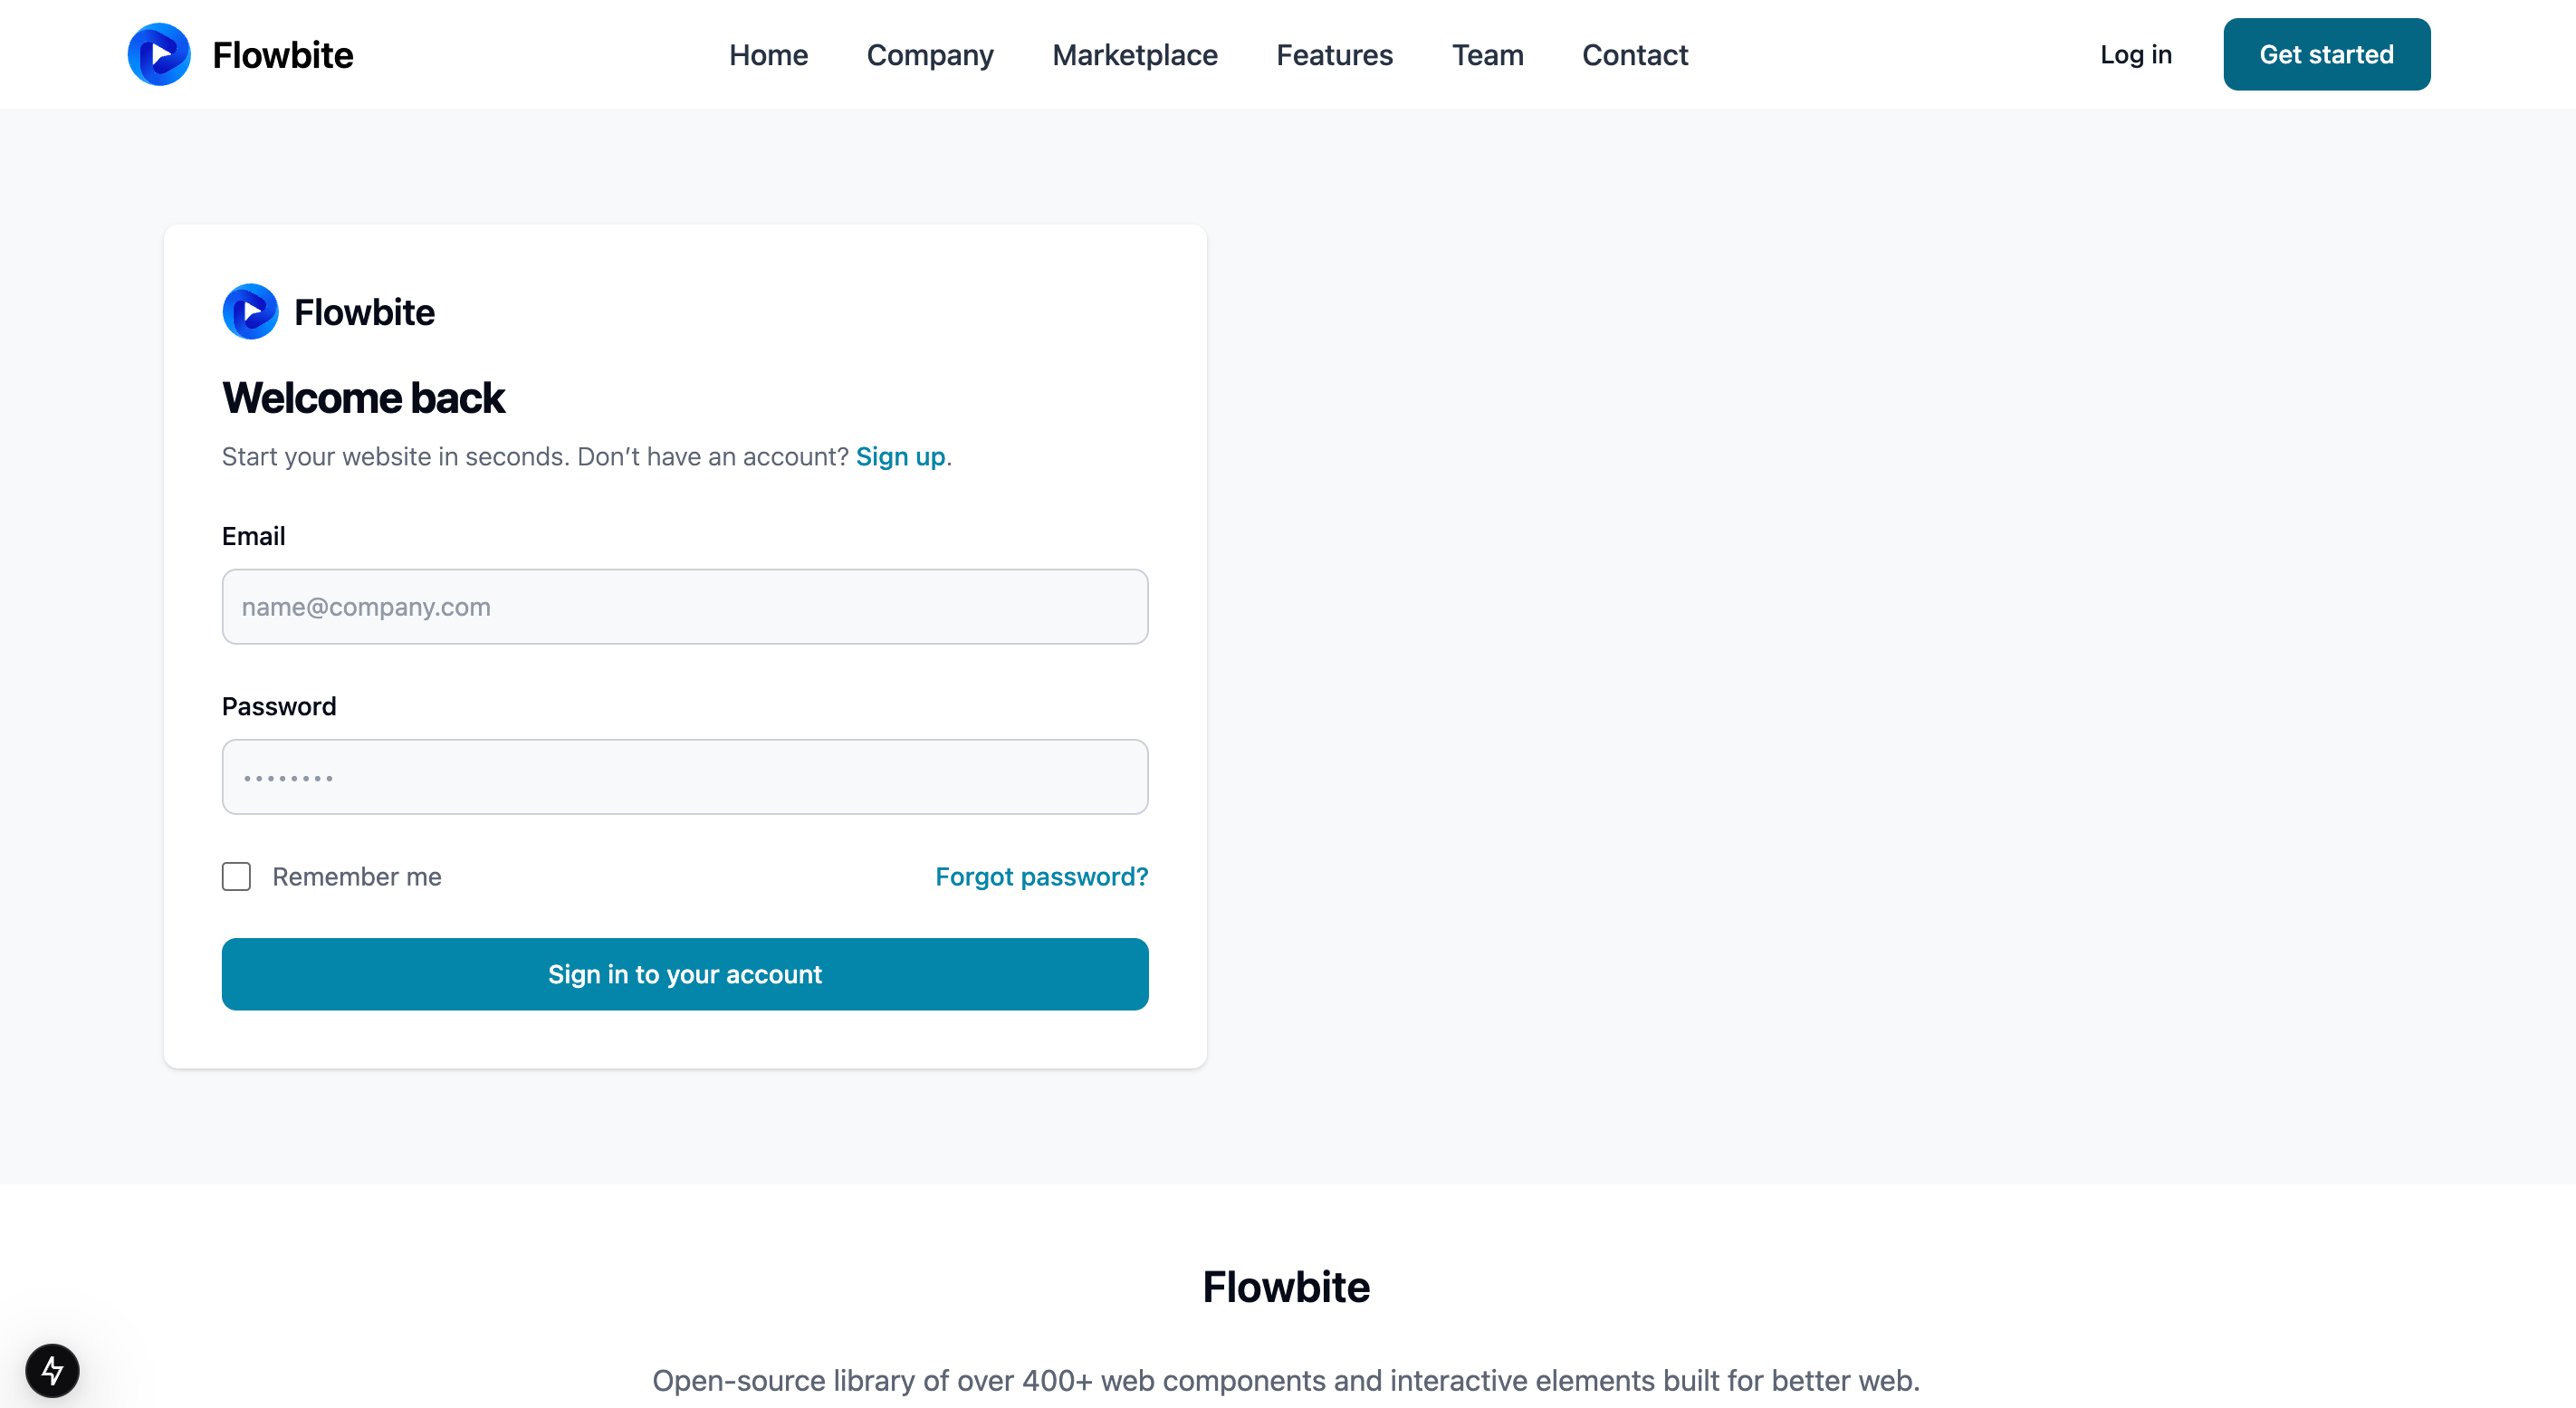 Flowbite
Home Company Marketplace Features Team Contact
Log in
Get started
Flowbite
Welcome back
Start your website in seconds. Don’t have an account? Sign up.
Email
name@company.com
Password
••••••••
Remember me
Forgot password?
Sign in to your account
Flowbite
Open-source library of over 400+ web components and interactive elements built for better web.